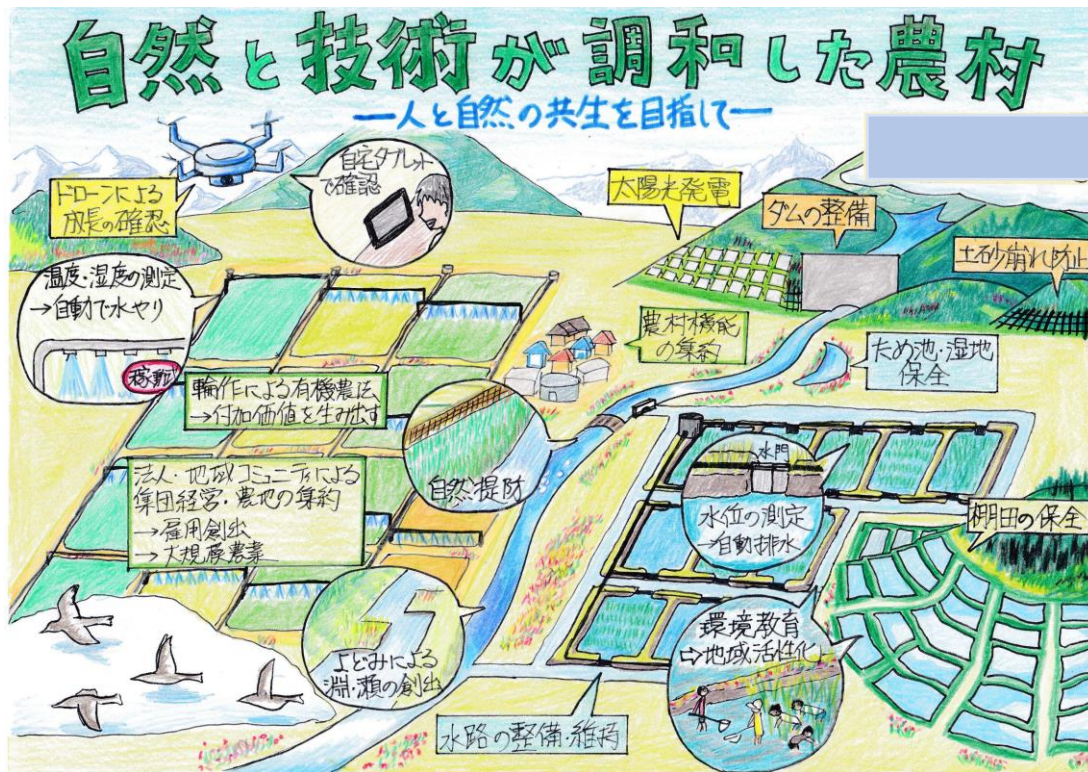 自然と技術が調和した農村
―人と自然の共生を目指して―
ドローンによる
成長の確認
自宅タブレット
で確認
太陽光発電
ダムの整備
土砂崩れ防止
温度・湿度の測定
→自動で水やり
稼動
農村機能
の集約
ため池・湿地
保全
輪作による有機農法
→付加価値を生み出す
自然堤防
水門
水位の測定
→自動排水
棚田の保全
法人・地域コミュニティによる
集団経営・農地の集約
→雇用創出
→大規模農業
よどみによる
淵・瀬の創出
環境教育
⇨地域活性化
水路の整備・維持